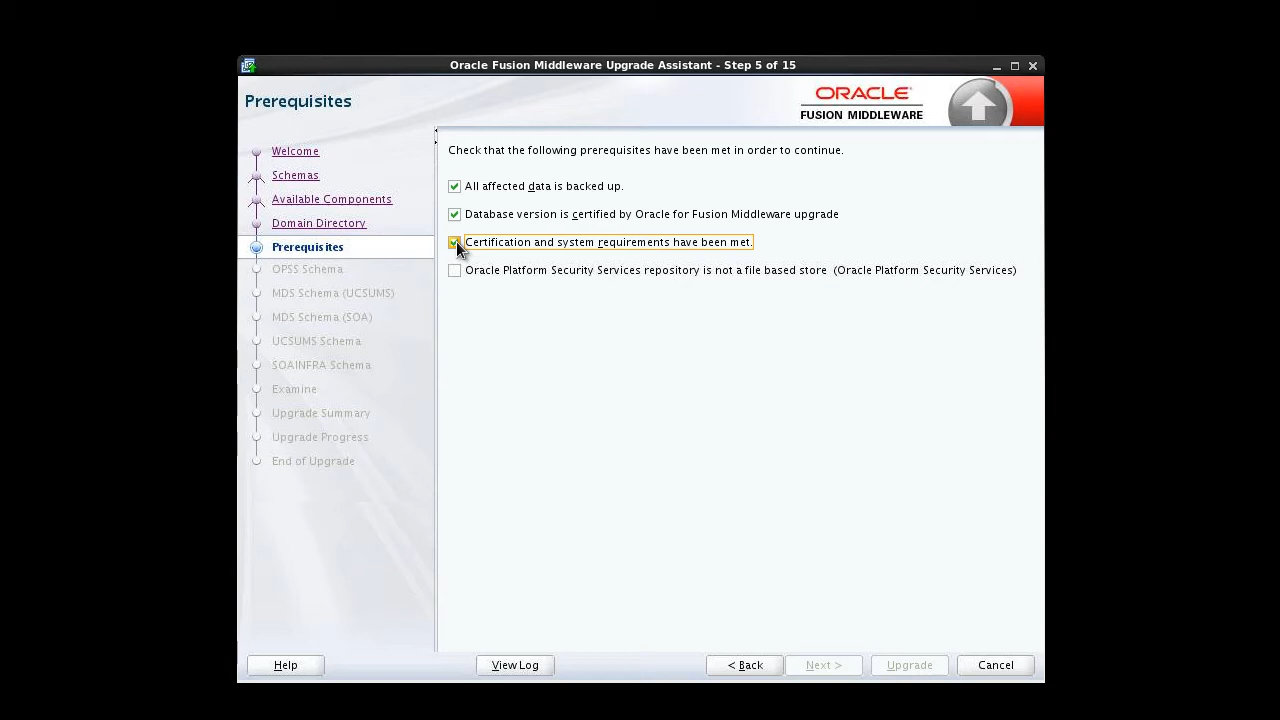 Oracle Fusion Middleware Upgrade Assistant - Step 5 of 15
Prerequisites
ORACLE
FUSION MIDDLEWARE
Welcome
Schemas
Available Components
Domain Directory
Prerequisites
OPSS Schema
MDS Schema (UCSUMS)
MDS Schema (SOA)
UCSUMS Schema
SOAINFRA Schema
Examine
Upgrade Summary
Upgrade Progress
End of Upgrade
Check that the following prerequisites have been met in order to continue.
All affected data is backed up.
Database version is certified by Oracle for Fusion Middleware upgrade
Certification and system requirements have been met.
Oracle Platform Security Services repository is not a file based store (Oracle Platform Security Services)
Help
View Log
< Back
Next >
Upgrade
Cancel